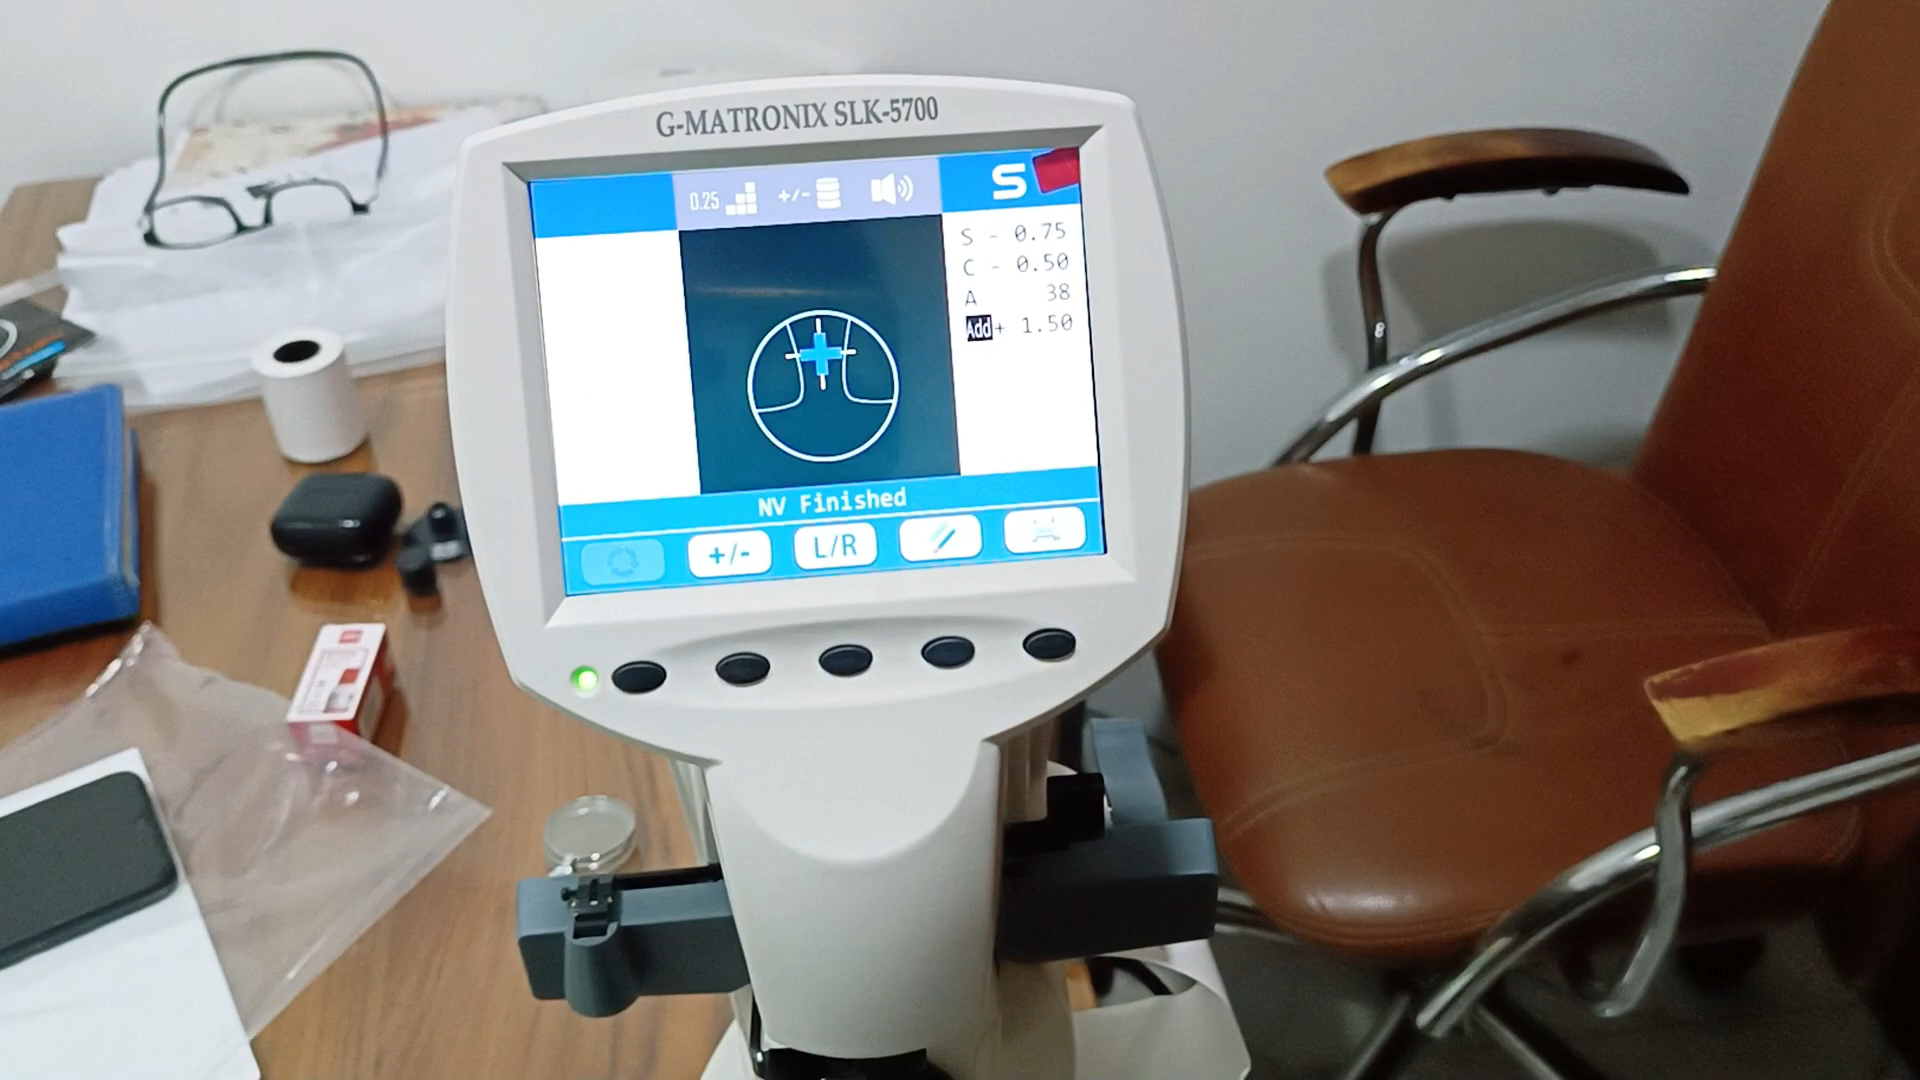 G-MATRONIX SLK-5700
0.25
+/-
S
S - 0.75
C - 0.50
A 38
Add + 1.50
NV Finished
+/-
L/R